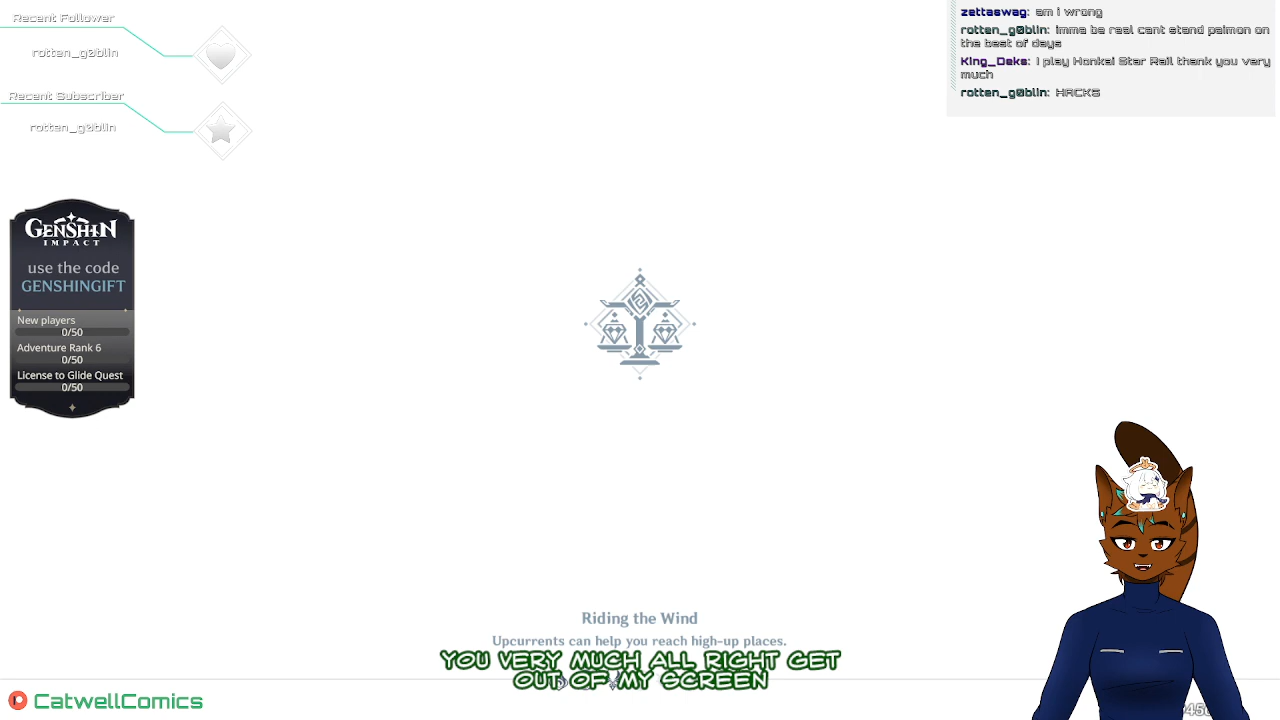 Recent Follower
rotten_g0blin
Recent Subscriber
rotten_g0blin
GENSHIN
IMPACT
use the code
GENSHINGIFT
New players
0/50
Adventure Rank 6
0/50
License to Glide Quest
0/50
zettaswag: am i wrong
rotten_g0blin: imma be real cant stand paimon on
the best of days
King_Deks: I play Honkai Star Rail thank you very
much
rotten_g0blin: HACKS
Riding the Wind
Upcurrents can help you reach high-up places.
YOU VERY MUCH ALL RIGHT GET
OUT OF MY SCREEN
CatwellComics